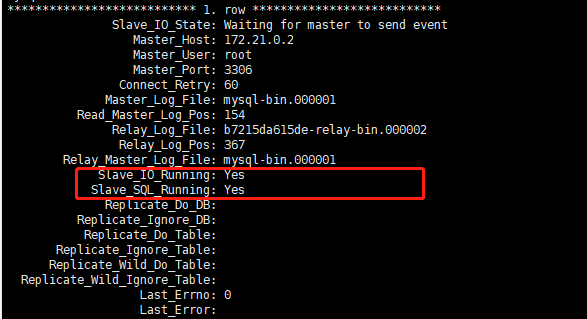 *************************** 1. row ***************************
Slave_IO_State: Waiting for master to send event
Master_Host: 172.21.0.2
Master_User: root
Master_Port: 3306
Connect_Retry: 60
Master_Log_File: mysql-bin.000001
Read_Master_Log_Pos: 154
Relay_Log_File: b7215da615de-relay-bin.000002
Relay_Log_Pos: 367
Relay_Master_Log_File: mysql-bin.000001
Slave_IO_Running: Yes
Slave_SQL_Running: Yes
Replicate_Do_DB:
Replicate_Ignore_DB:
Replicate_Do_Table:
Replicate_Ignore_Table:
Replicate_Wild_Do_Table:
Replicate_Wild_Ignore_Table:
Last_Errno: 0
Last_Error: